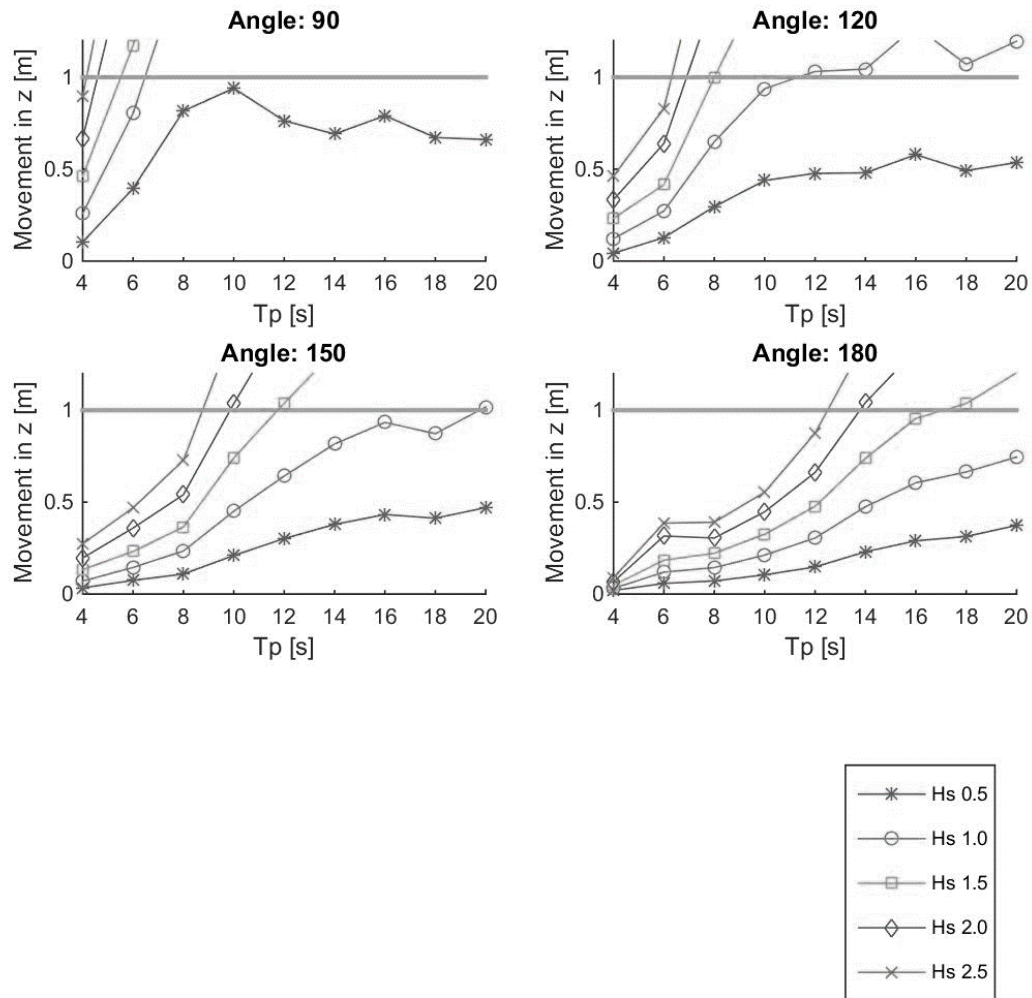 Angle: 90
Movement in z [m]
1
0.5
0
4 6 8 10 12 14 16 18 20
Tp [s]
Angle: 120
Movement in z [m]
1
0.5
0
4 6 8 10 12 14 16 18 20
Tp [s]
Angle: 150
Movement in z [m]
1
0.5
0
4 6 8 10 12 14 16 18 20
Tp [s]
Angle: 180
Movement in z [m]
1
0.5
0
4 6 8 10 12 14 16 18 20
Tp [s]
Hs 0.5
Hs 1.0
Hs 1.5
Hs 2.0
Hs 2.5